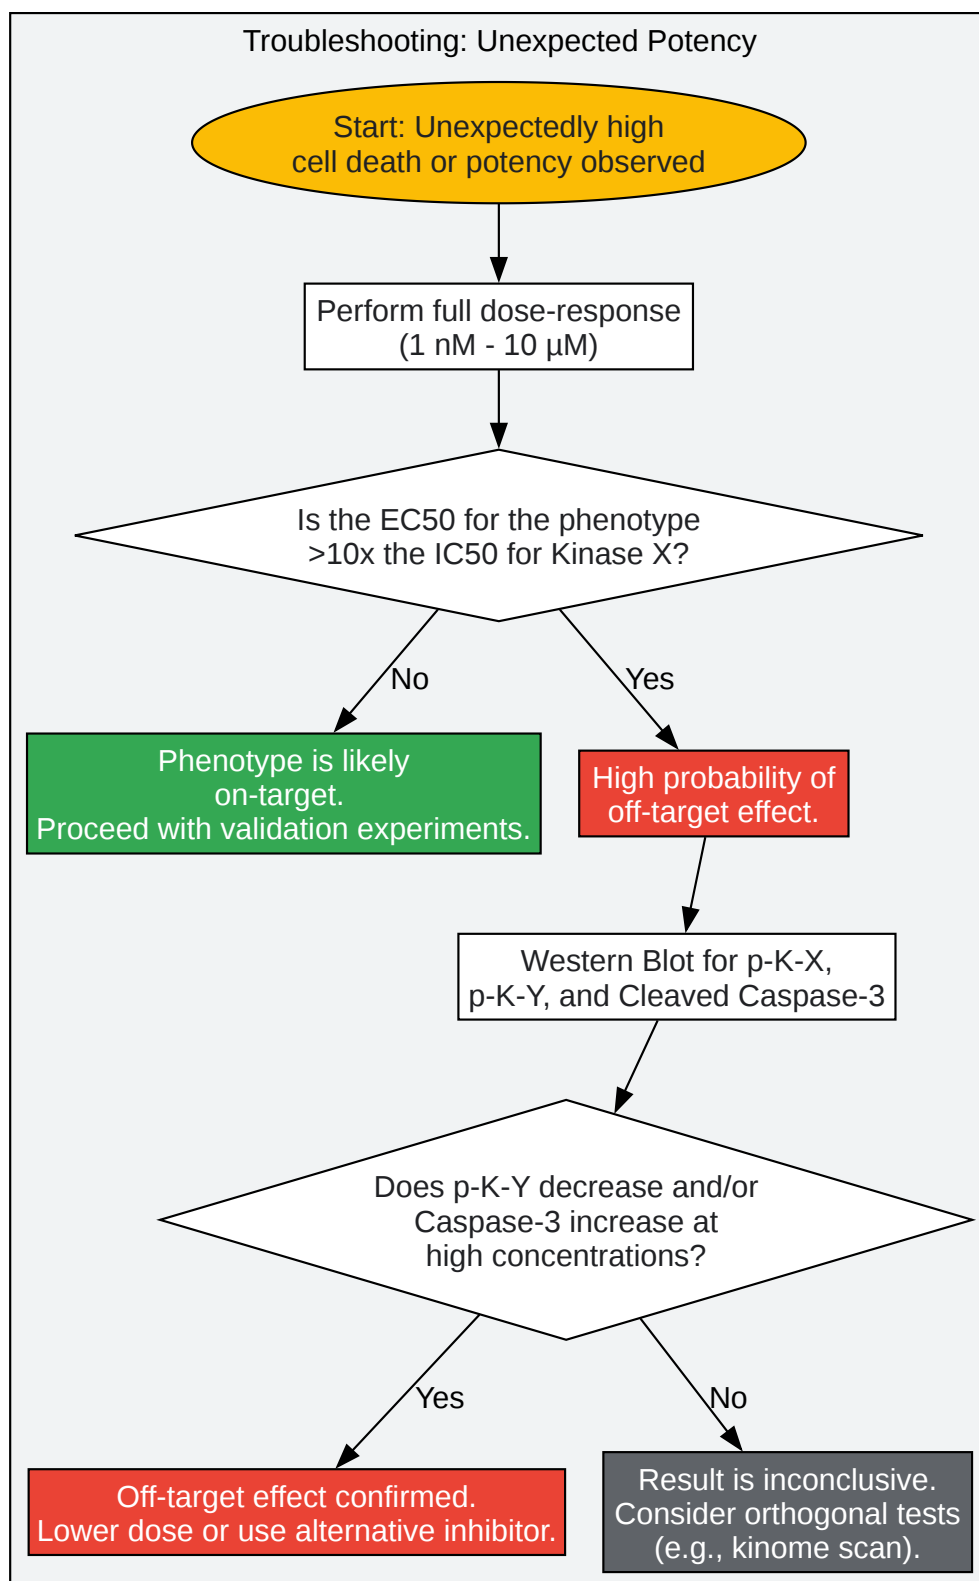 Troubleshooting: Unexpected Potency
Start: Unexpectedly high
cell death or potency observed
Perform full dose-response
(1 nM - 10 µM)
Is the EC50 for the phenotype
>10x the IC50 for Kinase X?
No
Yes
Phenotype is likely
on-target.
Proceed with validation experiments.
High probability of
off-target effect.
Western Blot for p-K-X,
p-K-Y, and Cleaved Caspase-3
Does p-K-Y decrease and/or
Caspase-3 increase at
high concentrations?
Yes
No
Off-target effect confirmed.
Lower dose or use alternative inhibitor.
Result is inconclusive.
Consider orthogonal tests
(e.g., kinome scan).